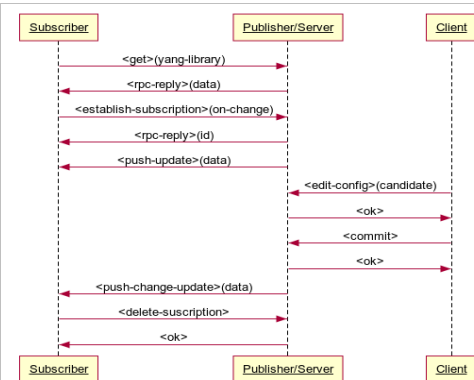 Subscriber Publisher/Server Client
<get>(yang-library)
<rpc-reply>(data)
<establish-subscription>(on-change)
<rpc-reply>(id)
<push-update>(data)
<edit-config>(candidate)
<ok>
<commit>
<ok>
<push-change-update>(data)
<delete-suscription>
<ok>
Subscriber Publisher/Server Client